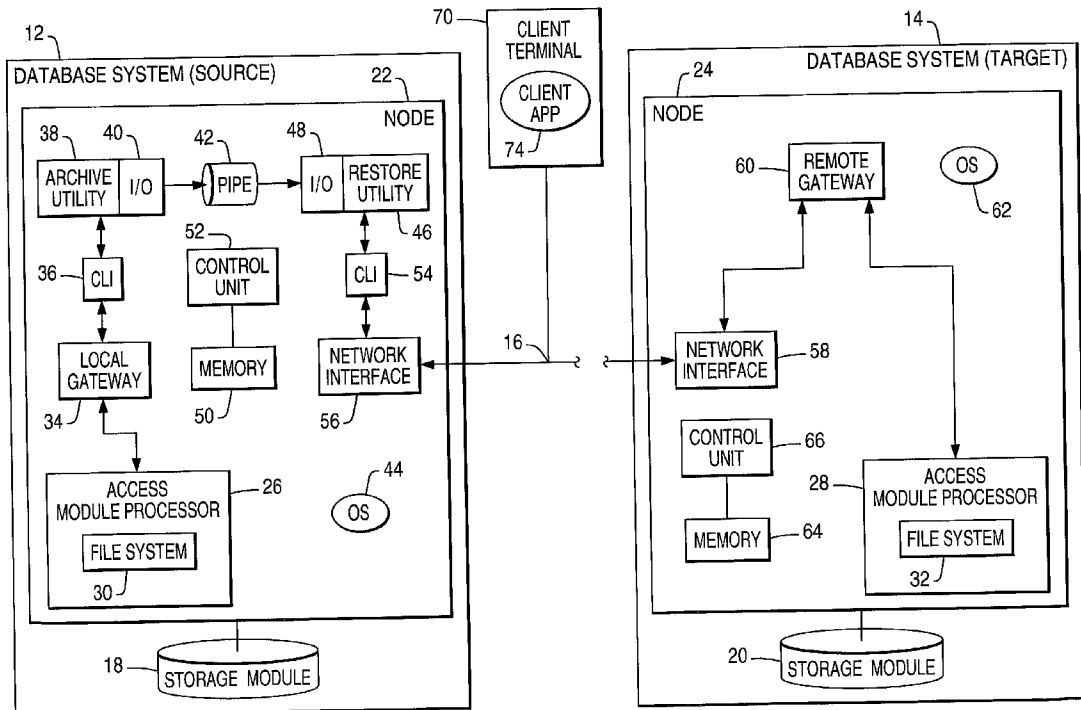 12
DATABASE SYSTEM (SOURCE)
22
NODE
38
40
ARCHIVE
UTILITY
I/O
42
PIPE
48
I/O
RESTORE
UTILITY
46
36
CLI
52
CONTROL
UNIT
CLI
54
LOCAL
GATEWAY
34
MEMORY
50
NETWORK
INTERFACE
56
ACCESS
MODULE PROCESSOR
26
FILE SYSTEM
30
44
OS
18
STORAGE MODULE
70
CLIENT
TERMINAL
CLIENT
APP
74
16
14
DATABASE SYSTEM (TARGET)
24
NODE
60
REMOTE
GATEWAY
OS
62
NETWORK
INTERFACE
58
CONTROL
UNIT
66
MEMORY
64
28
ACCESS
MODULE PROCESSOR
FILE SYSTEM
32
20
STORAGE MODULE